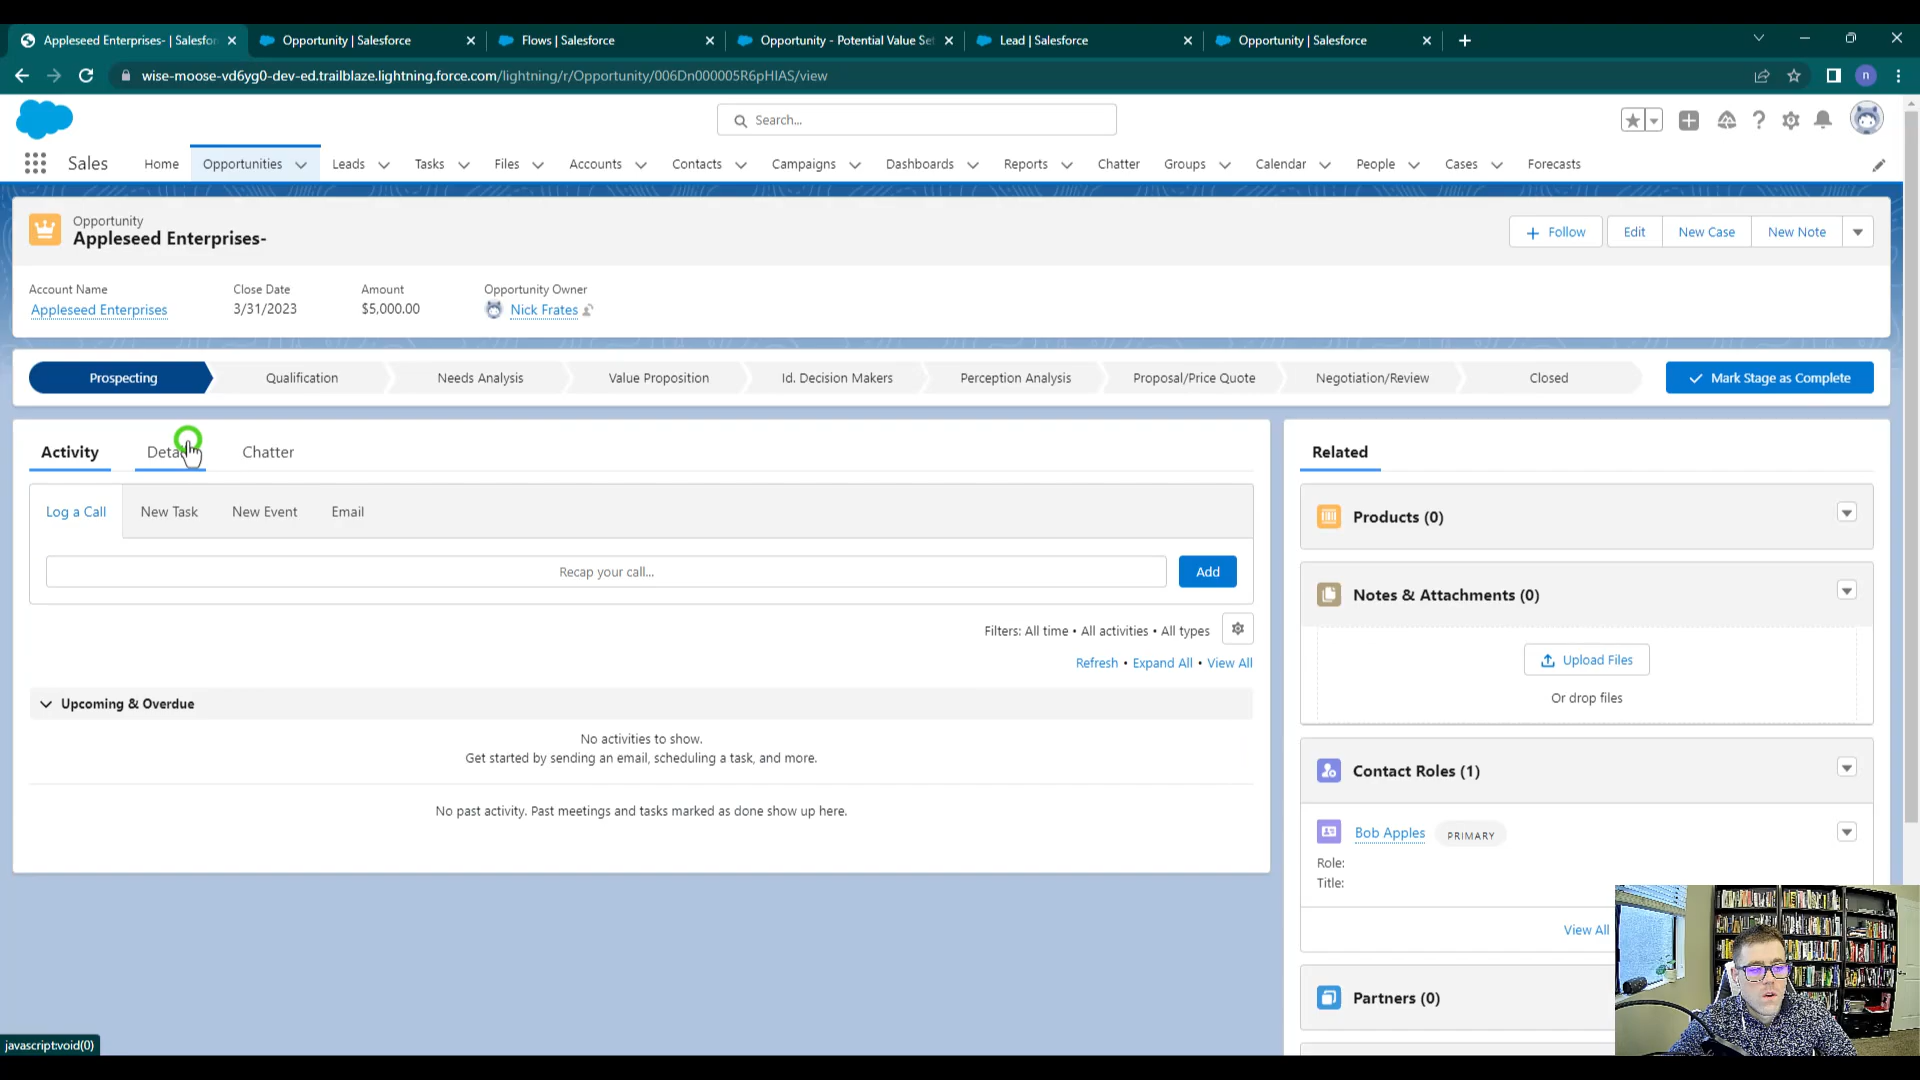 Appleseed Enterprises- | Salesfor
Opportunity | Salesforce
Flows | Salesforce
Opportunity - Potential Value Se
Lead | Salesforce
Opportunity | Salesforce
wise-moose-vd6yg0-dev-ed.trailblaze.lightning.force.com/lightning/r/Opportunity/006Dn000005R6pHIAS/view
n
Search...
Sales
Home
Opportunities
Leads
Tasks
Files
Accounts
Contacts
Campaigns
Dashboards
Reports
Chatter
Groups
Calendar
People
Cases
Forecasts
Opportunity
Appleseed Enterprises-
Follow
Edit
New Case
New Note
Account Name
Appleseed Enterprises
Close Date
3/31/2023
Amount
$5,000.00
Opportunity Owner
Nick Frates
Prospecting
Qualification
Needs Analysis
Value Proposition
Id. Decision Makers
Perception Analysis
Proposal/Price Quote
Negotiation/Review
Closed
Mark Stage as Complete
Activity
Chatter
Log a Call
New Task
New Event
Email
Recap your call...
Add
Filters: All time • All activities • All types
Refresh • Expand All • View All
Upcoming & Overdue
No activities to show.
Get started by sending an email, scheduling a task, and more.
No past activity. Past meetings and tasks marked as done show up here.
Related
Products (0)
Notes & Attachments (0)
Upload Files
Or drop files
Contact Roles (1)
Bob Apples
PRIMARY
Role:
Title:
View All
Partners (0)
javascript:void(0)